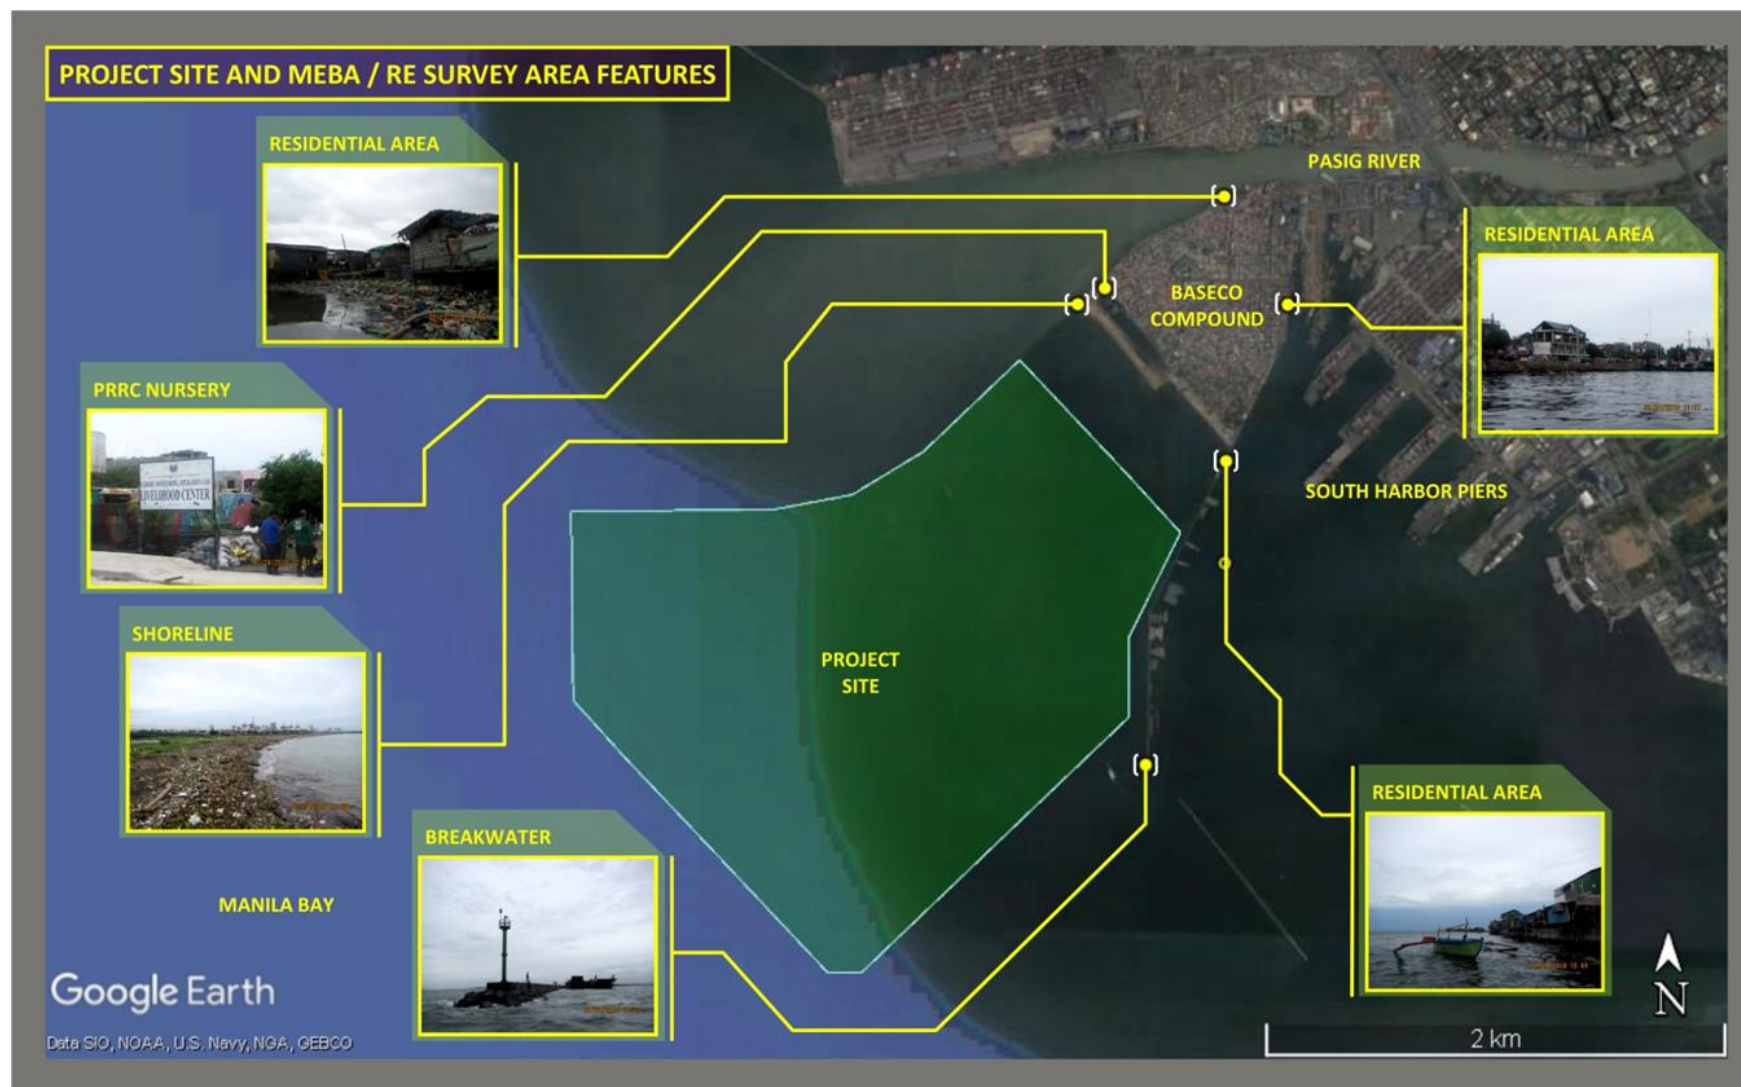 PROJECT SITE AND MEBA / RE SURVEY AREA FEATURES
RESIDENTIAL AREA
PASIG RIVER
RESIDENTIAL AREA
BASECO
COMPOUND
PRRC NURSERY
LIVELIHOOD CENTER
SOUTH HARBOR PIERS
SHORELINE
PROJECT
SITE
RESIDENTIAL AREA
BREAKWATER
MANILA BAY
Google Earth
N
2 km
Data SIO, NOAA, U.S. Navy, NGA, GEBCO